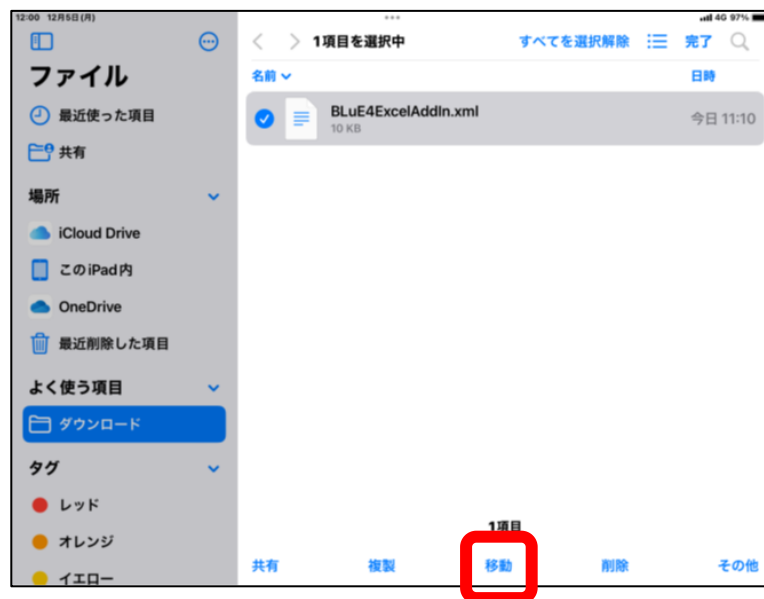 12:00 12月5日(月)
4G 97%
ファイル
最近使った項目
共有
場所
iCloud Drive
このiPad内
OneDrive
最近削除した項目
よく使う項目
ダウンロード
タグ
レッド
オレンジ
イエロー
1項目を選択中 すべてを選択解除 完了
名前 日時
BLuE4ExcelAddIn.xml
10 KB
今日 11:10
1項目
共有 複製 移動 削除 その他